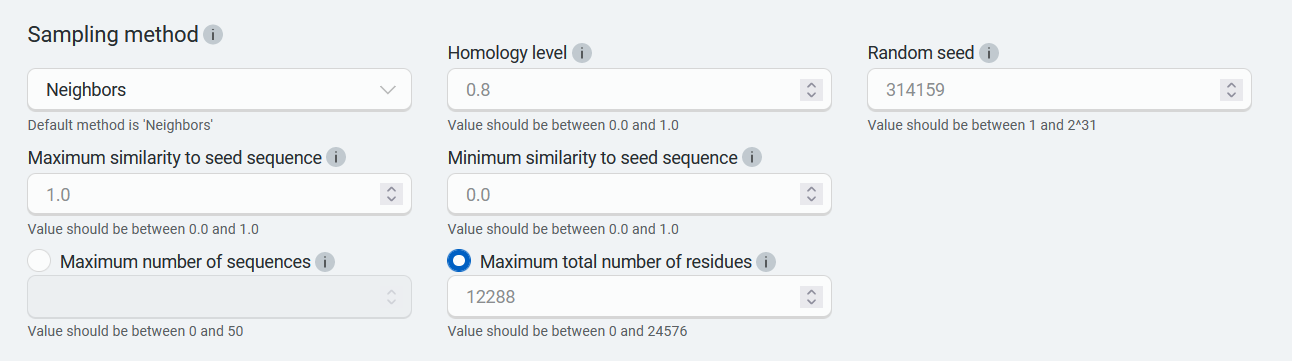 Sampling method
Homology level
Random seed
Neighbors
0.8
314159
Default method is 'Neighbors'
Value should be between 0.0 and 1.0
Value should be between 1 and 2^31
Maximum similarity to seed sequence
Minimum similarity to seed sequence
1.0
0.0
Value should be between 0.0 and 1.0
Value should be between 0.0 and 1.0
Maximum number of sequences
Maximum total number of residues
12288
Value should be between 0 and 50
Value should be between 0 and 24576